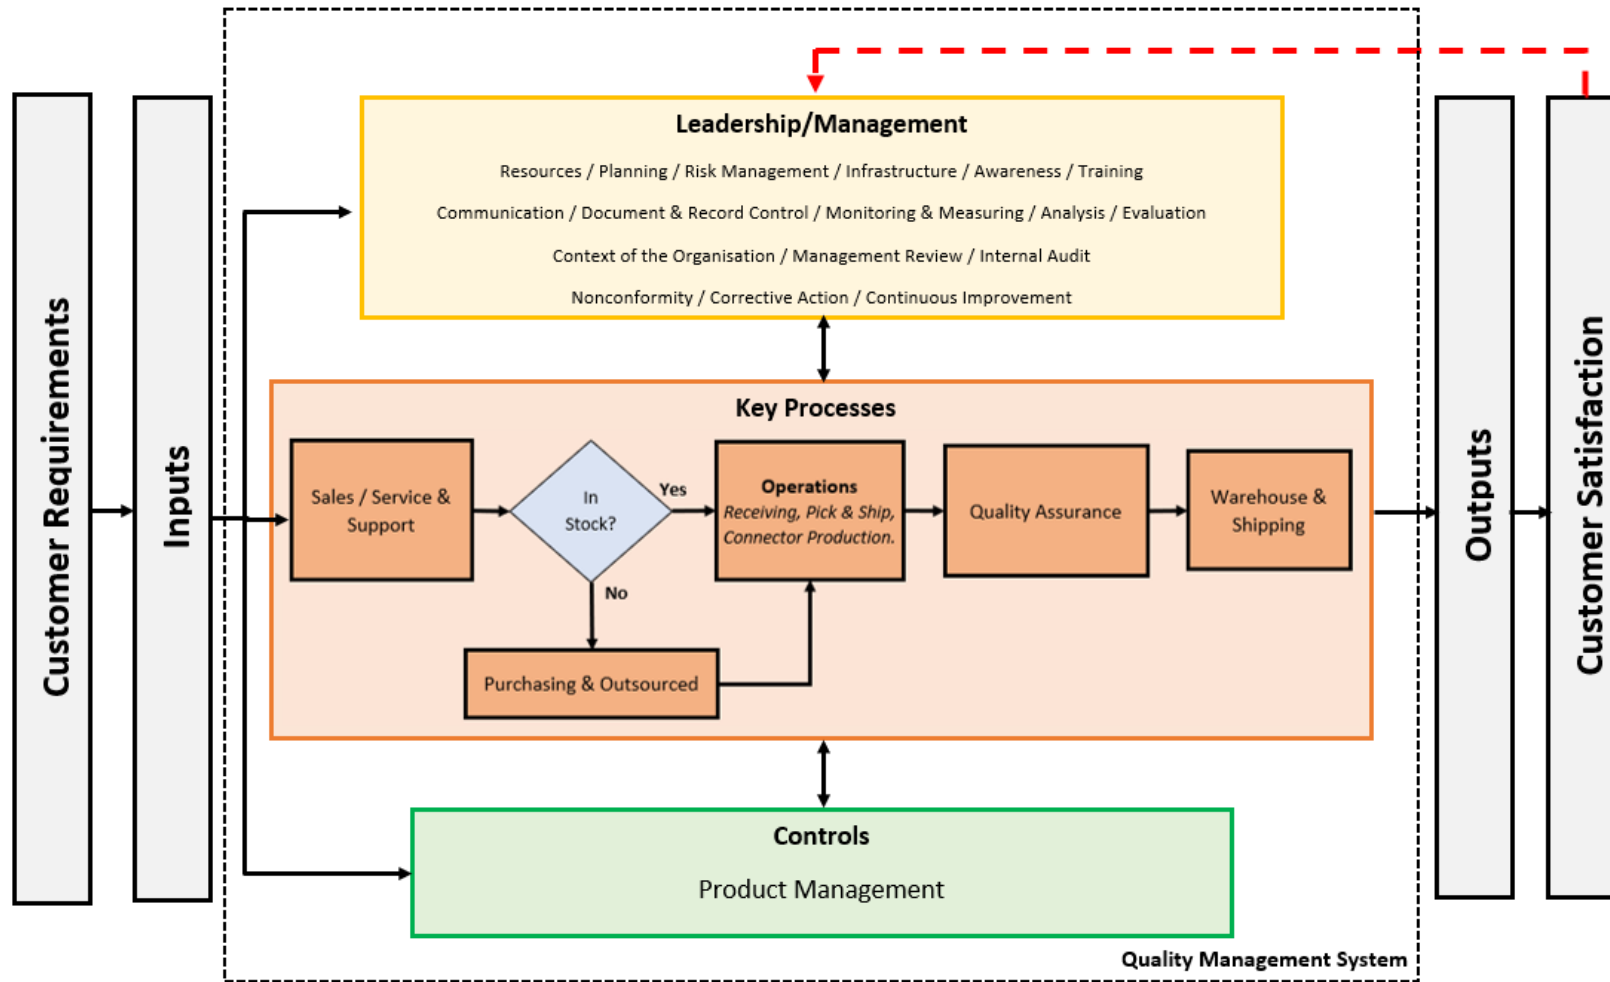 Customer Requirements
Inputs
Leadership/Management
Resources / Planning / Risk Management / Infrastructure / Awareness / Training
Communication / Document & Record Control / Monitoring & Measuring / Analysis / Evaluation
Context of the Organisation / Management Review / Internal Audit
Nonconformity / Corrective Action / Continuous Improvement
Key Processes
Sales / Service &
Support
In
Stock?
Yes
No
Purchasing & Outsourced
Operations
Receiving, Pick & Ship,
Connector Production.
Quality Assurance
Warehouse &
Shipping
Controls
Product Management
Quality Management System
Outputs
Customer Satisfaction